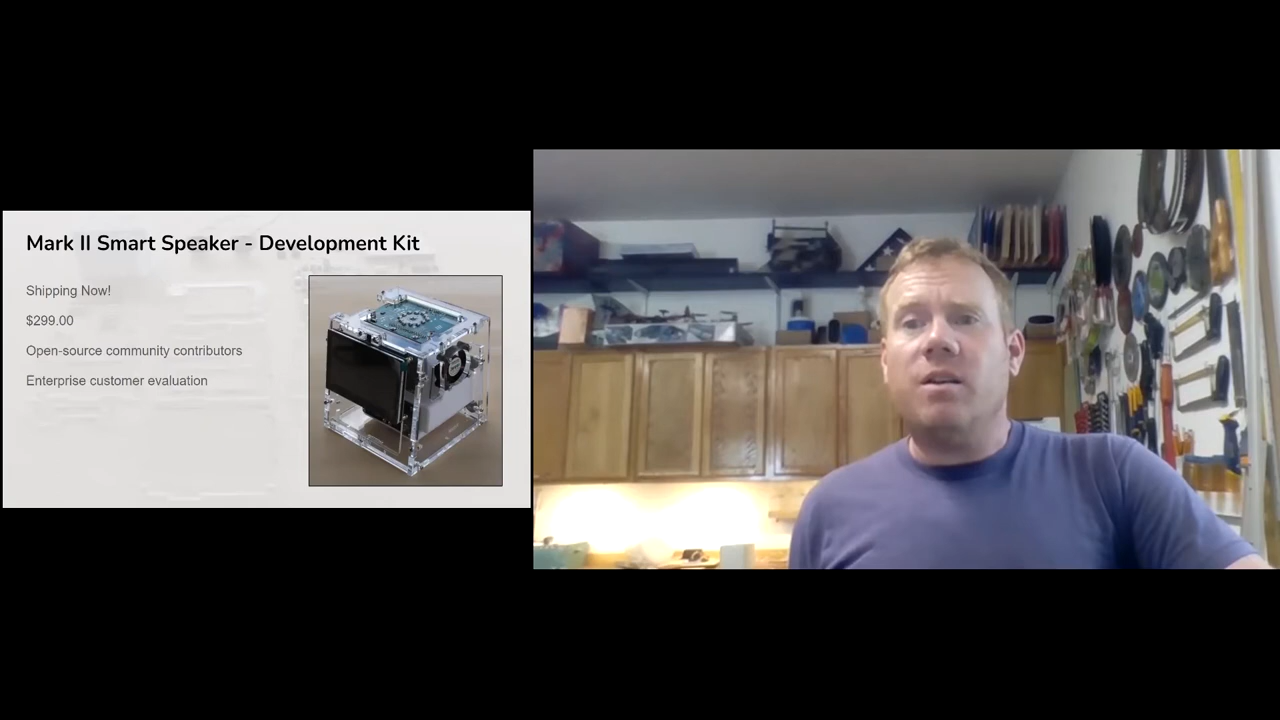 Mark II Smart Speaker - Development Kit
Shipping Now!
$299.00
Open-source community contributors
Enterprise customer evaluation